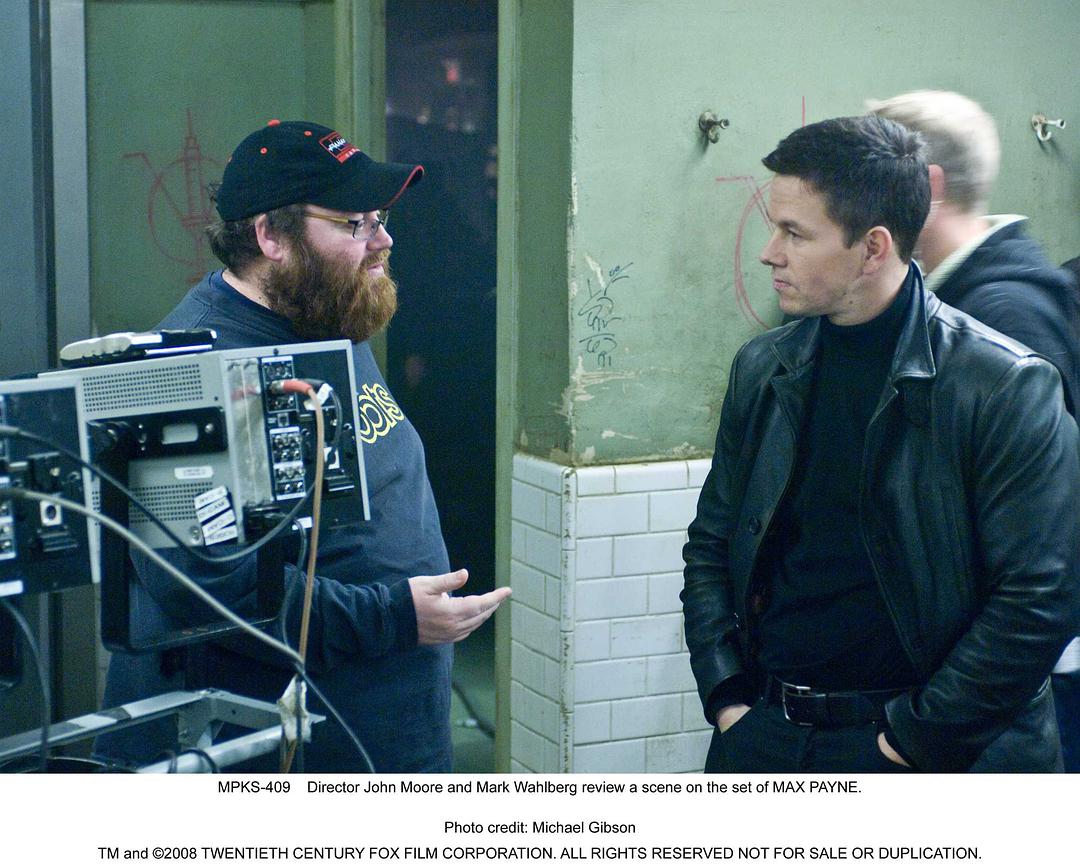 MPKS-409 Director John Moore and Mark Wahlberg review a scene on the set of MAX PAYNE.
Photo credit: Michael Gibson
TM and ©2008 TWENTIETH CENTURY FOX FILM CORPORATION. ALL RIGHTS RESERVED NOT FOR SALE OR DUPLICATION.